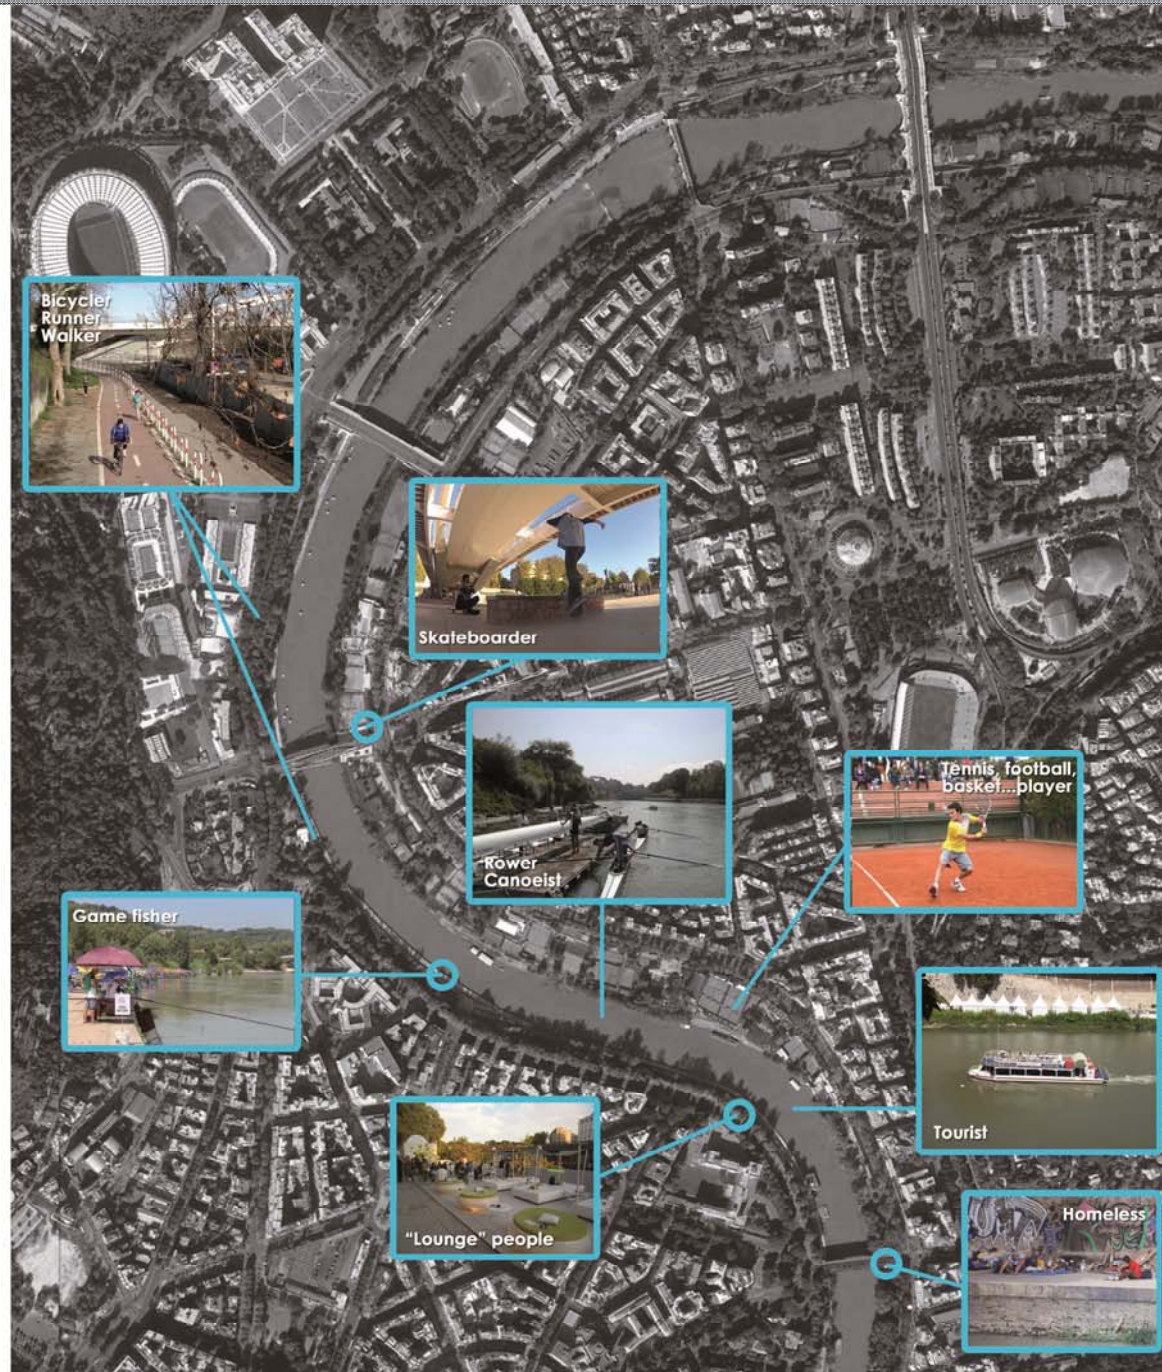 Bicycler
Runner
Walker
Skateboarder
Rower
Canoeist
Tennis, football,
basket...player
Game fisher
Tourist
"Lounge" people
Homeless